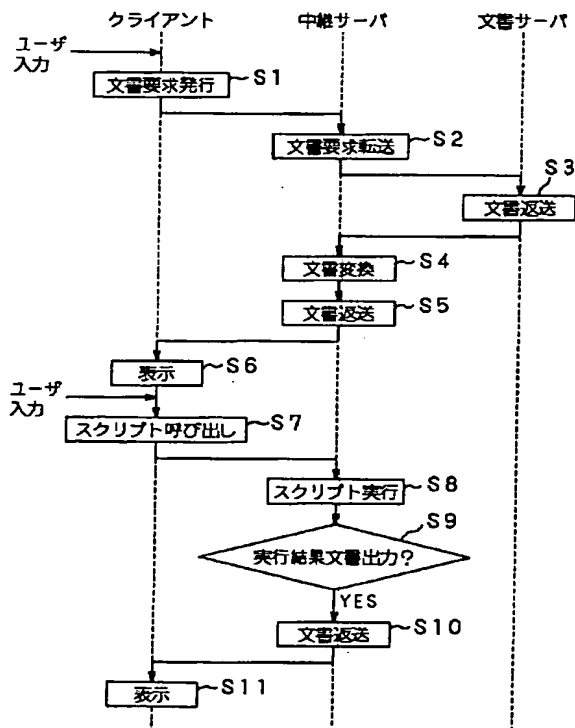 クライアント 中継サーバ 文書サーバ
ユーザ
入力
文書要求発行 S1
文書要求転送 S2
S3
文書返送
文書変換 S4
文書返送 S5
表示 S6
ユーザ
入力
スクリプト呼び出し S7
スクリプト実行 S8
S9
実行結果文書出力?
YES
文書返送 S10
表示 S11